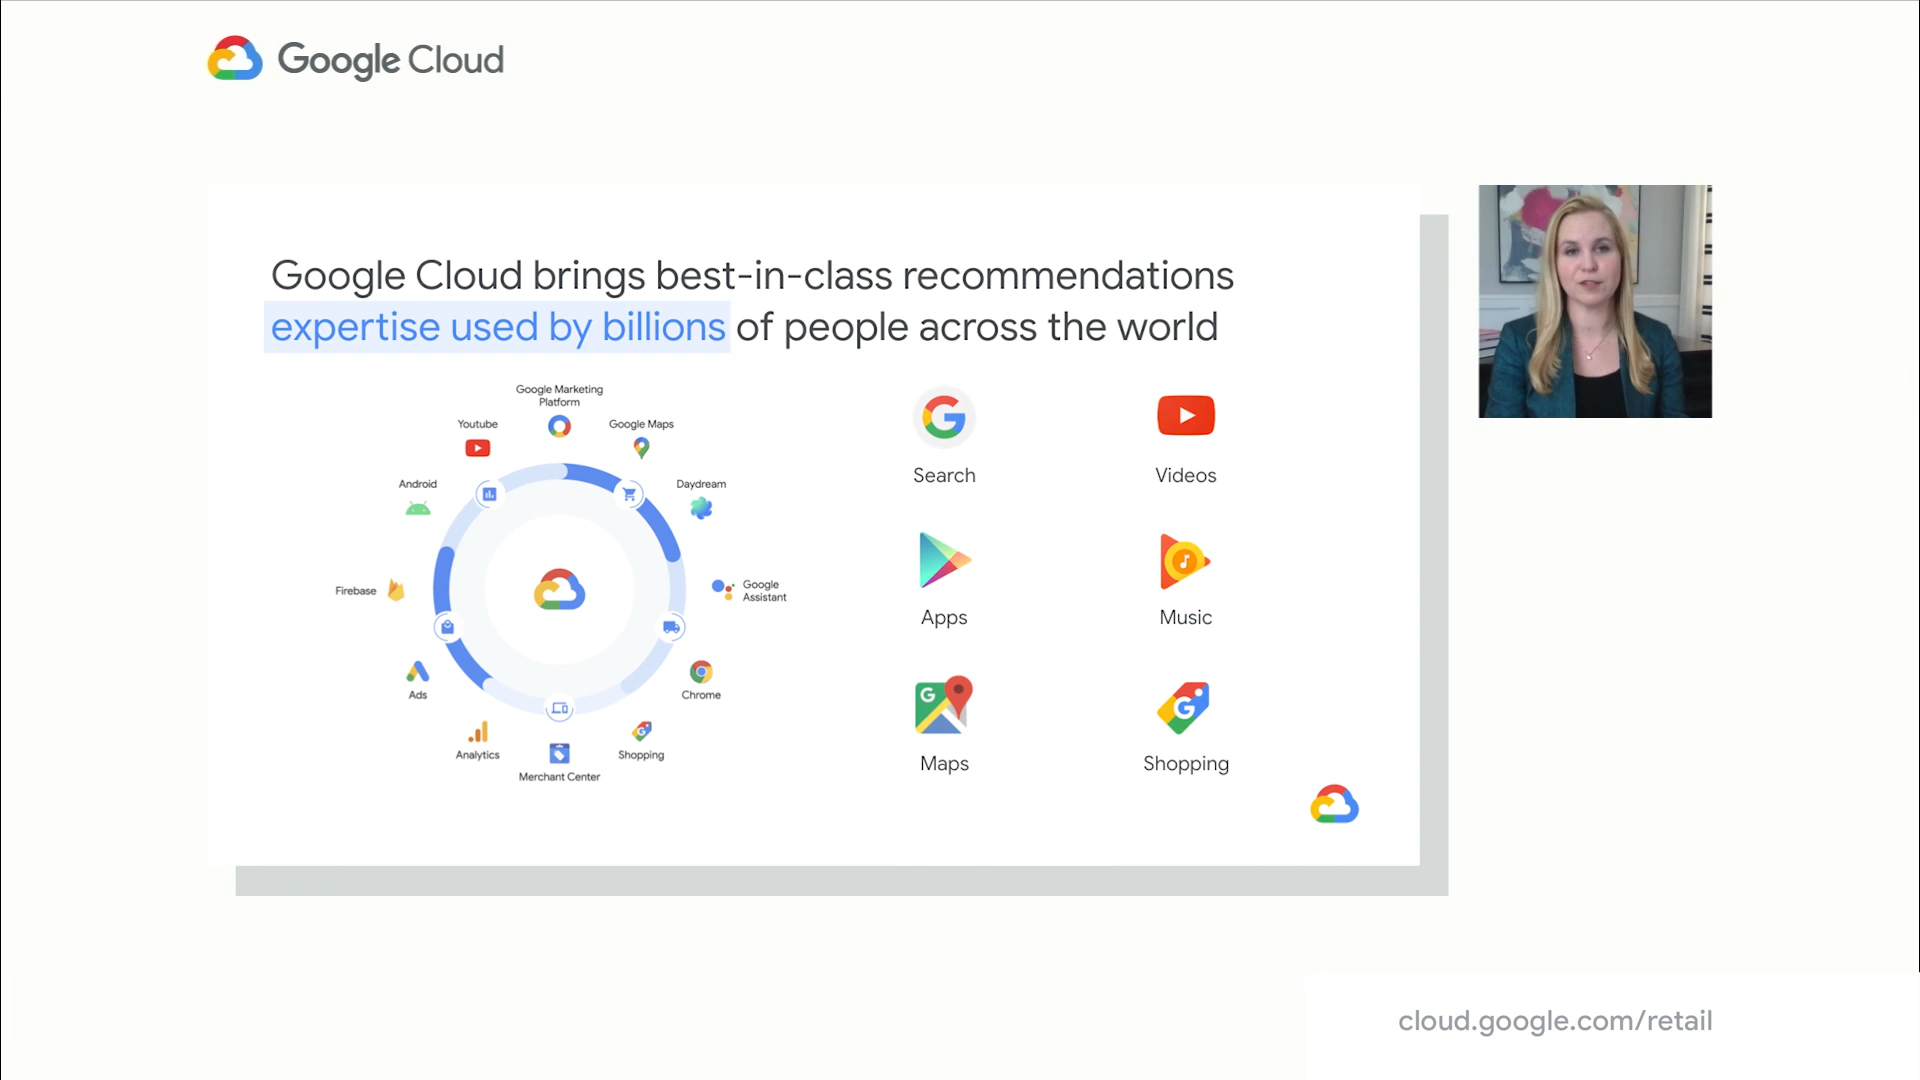 Google Cloud
Google Cloud brings best-in-class recommendations
expertise used by billions of people across the world
Google Marketing
Platform
Youtube
Google Maps
Android
Daydream
Firebase
Google
Assistant
Ads
Chrome
Analytics
Shopping
Merchant Center
Search
Videos
Apps
Music
Maps
Shopping
cloud.google.com/retail